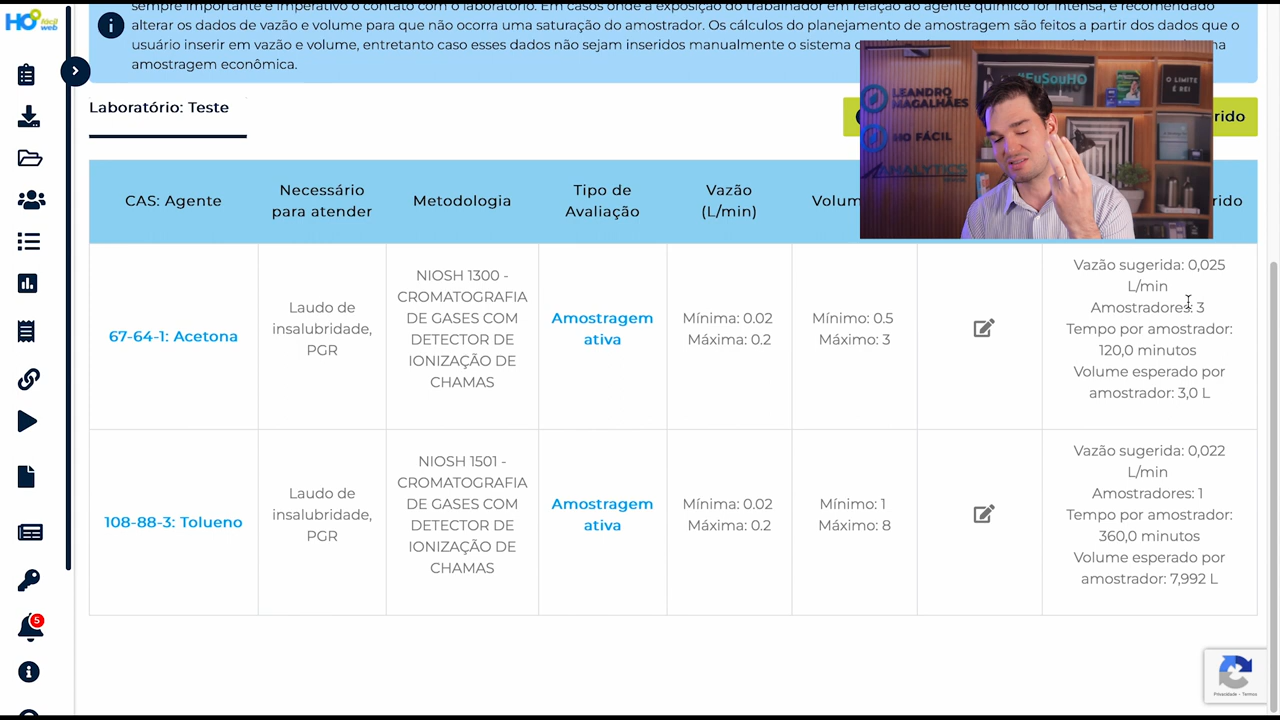 HO fácil
web
sempre importante e imperativo o contato com o laboratório. Em casos onde a exposição do trabalhador em relação ao agente químico for intensa, é recomendado
alterar os dados de vazão e volume para que não ocorra uma saturação do amostrador. Os cálculos do planejamento de amostragem são feitos a partir dos dados que o
usuário inserir em vazão e volume, entretanto caso esses dados não sejam inseridos manualmente o sistema
amostragem econômica.
Laboratório: Teste
rido
#EuSouHO
LEANDRO
MAGALHÃES
HO FÁCIL
ANALYTICS
O LIMITE
É REI
CAS: Agente
Necessário
para atender
Metodologia
Tipo de
Avaliação
Vazão
(L/min)
Volum
rido
67-64-1: Acetona
Laudo de
insalubridade,
PGR
NIOSH 1300 -
CROMATOGRAFIA
DE GASES COM
DETECTOR DE
IONIZAÇÃO DE
CHAMAS
Amostragem
ativa
Mínima: 0.02
Máxima: 0.2
Mínimo: 0.5
Máximo: 3
Vazão sugerida: 0,025
L/min
Amostradores: 3
Tempo por amostrador:
120,0 minutos
Volume esperado por
amostrador: 3,0 L
108-88-3: Tolueno
Laudo de
insalubridade,
PGR
NIOSH 1501 -
CROMATOGRAFIA
DE GASES COM
DETECTOR DE
IONIZAÇÃO DE
CHAMAS
Amostragem
ativa
Mínima: 0.02
Máxima: 0.2
Mínimo: 1
Máximo: 8
Vazão sugerida: 0,022
L/min
Amostradores: 1
Tempo por amostrador:
360,0 minutos
Volume esperado por
amostrador: 7,992 L
5
Privacidade - Termos